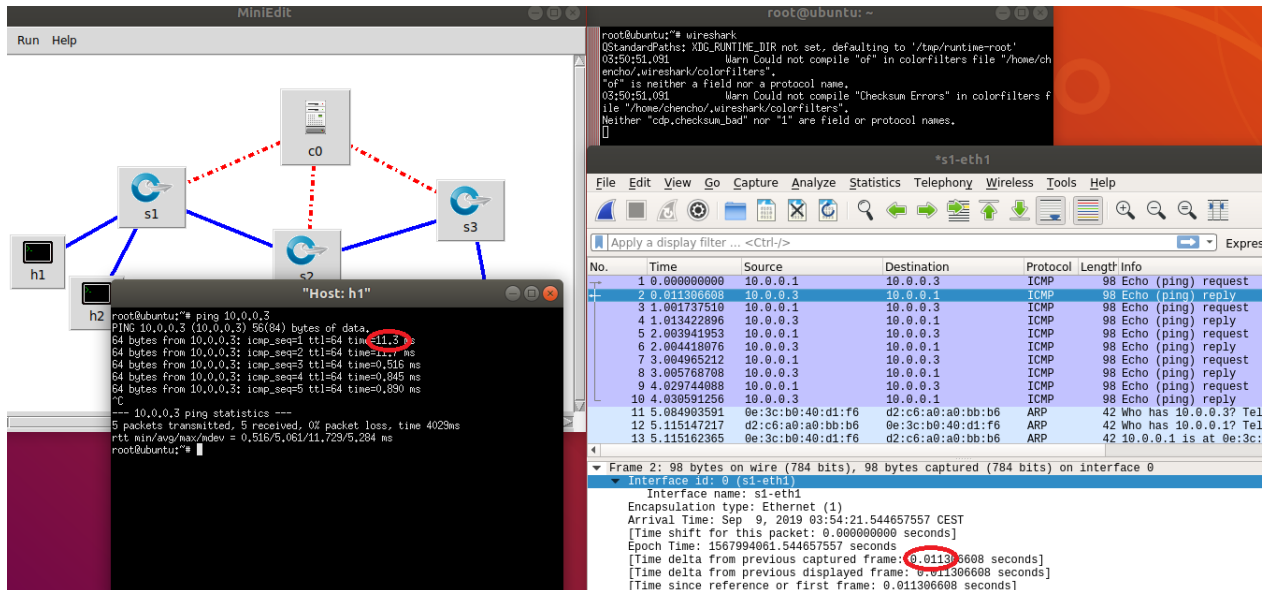 MiniEdit
Run Help
c0
s1
s3
s2
h1
h2
"Host: h1"
root@ubuntu:~# ping 10.0.0.3
PING 10.0.0.3 (10.0.0.3) 56(84) bytes of data.
64 bytes from 10.0.0.3: icmp_seq=1 ttl=64 time=11.3 ms
64 bytes from 10.0.0.3: icmp_seq=2 ttl=64 time=11.7 ms
64 bytes from 10.0.0.3: icmp_seq=3 ttl=64 time=0.516 ms
64 bytes from 10.0.0.3: icmp_seq=4 ttl=64 time=0.845 ms
64 bytes from 10.0.0.3: icmp_seq=5 ttl=64 time=0.890 ms
^C
--- 10.0.0.3 ping statistics ---
5 packets transmitted, 5 received, 0% packet loss, time 4029ms
rtt min/avg/max/mdev = 0.516/5.061/11.729/5.284 ms
root@ubuntu:~#
root@ubuntu: ~
root@ubuntu:~# wireshark
QStandardPaths: XDG_RUNTIME_DIR not set, defaulting to '/tmp/runtime-root'
03:50:51.091 Warn Could not compile "of" in colorfilters file "/home/ch
encho/.wireshark/colorfilters".
"of" is neither a field nor a protocol name.
03:50:51.091 Warn Could not compile "Checksum Errors" in colorfilters f
ile "/home/chencho/.wireshark/colorfilters".
Neither "cdp.checksum_bad" nor "1" are field or protocol names.
*s1-eth1
File Edit View Go Capture Analyze Statistics Telephony Wireless Tools Help
Apply a display filter ... <Ctrl-/> Expres
No. Time Source Destination Protocol Length Info
1 0.000000000 10.0.0.1 10.0.0.3 ICMP 98 Echo (ping) request
2 0.011306608 10.0.0.3 10.0.0.1 ICMP 98 Echo (ping) reply
3 1.001737510 10.0.0.1 10.0.0.3 ICMP 98 Echo (ping) request
4 1.013422896 10.0.0.3 10.0.0.1 ICMP 98 Echo (ping) reply
5 2.003941953 10.0.0.1 10.0.0.3 ICMP 98 Echo (ping) request
6 2.004418076 10.0.0.3 10.0.0.1 ICMP 98 Echo (ping) reply
7 3.004965212 10.0.0.1 10.0.0.3 ICMP 98 Echo (ping) request
8 3.005768708 10.0.0.3 10.0.0.1 ICMP 98 Echo (ping) reply
9 4.029744088 10.0.0.1 10.0.0.3 ICMP 98 Echo (ping) request
10 4.030591256 10.0.0.3 10.0.0.1 ICMP 98 Echo (ping) reply
11 5.084903591 0e:3c:b0:40:d1:f6 d2:c6:a0:a0:bb:b6 ARP 42 Who has 10.0.0.3? Tel
12 5.115147217 d2:c6:a0:a0:bb:b6 0e:3c:b0:40:d1:f6 ARP 42 Who has 10.0.0.1? Tel
13 5.115162365 0e:3c:b0:40:d1:f6 d2:c6:a0:a0:bb:b6 ARP 42 10.0.0.1 is at 0e:3c:
Frame 2: 98 bytes on wire (784 bits), 98 bytes captured (784 bits) on interface 0
Interface id: 0 (s1-eth1)
Interface name: s1-eth1
Encapsulation type: Ethernet (1)
Arrival Time: Sep 9, 2019 03:54:21.544657557 CEST
[Time shift for this packet: 0.000000000 seconds]
Epoch Time: 1567994061.544657557 seconds
[Time delta from previous captured frame: 0.011306608 seconds]
[Time delta from previous displayed frame: 0.011306608 seconds]
[Time since reference or first frame: 0.011306608 seconds]